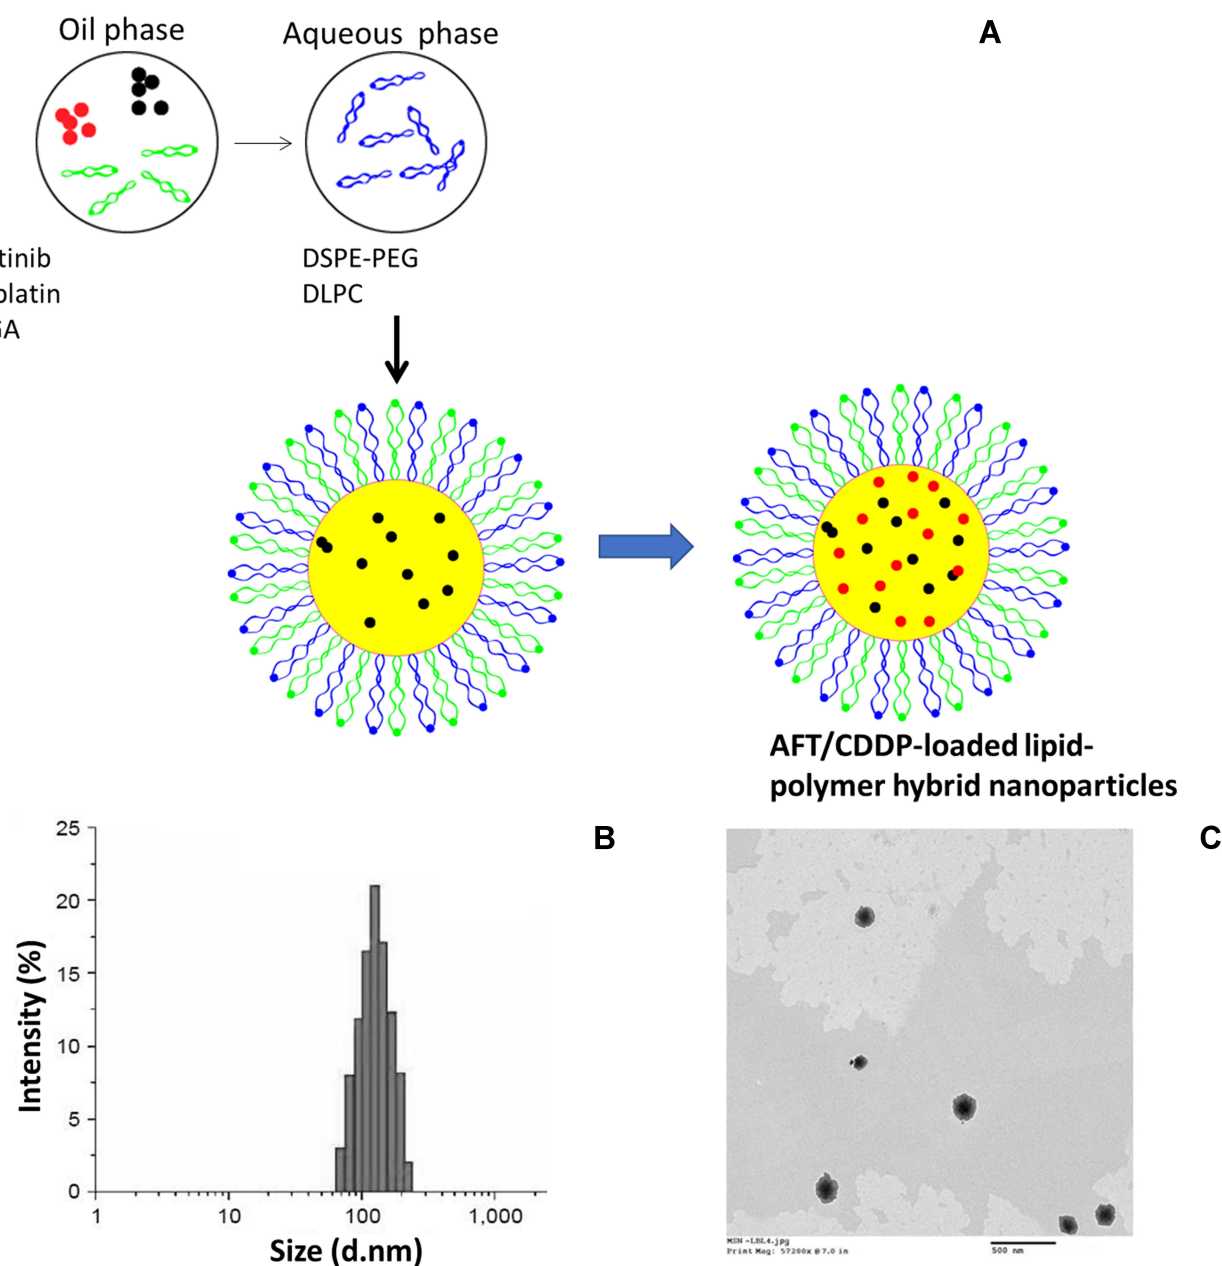 Oil phase
Aqueous phase
A
tinib
platin
GA
DSPE-PEG
DLPC
AFT/CDDP-loaded lipid-
polymer hybrid nanoparticles
B
25
20
15
10
5
0
Intensity (%)
1
10
100
1,000
Size (d.nm)
C
MSN-LBL4.jpg
Print Mag: 57200x @ 7.0 in
500 nm